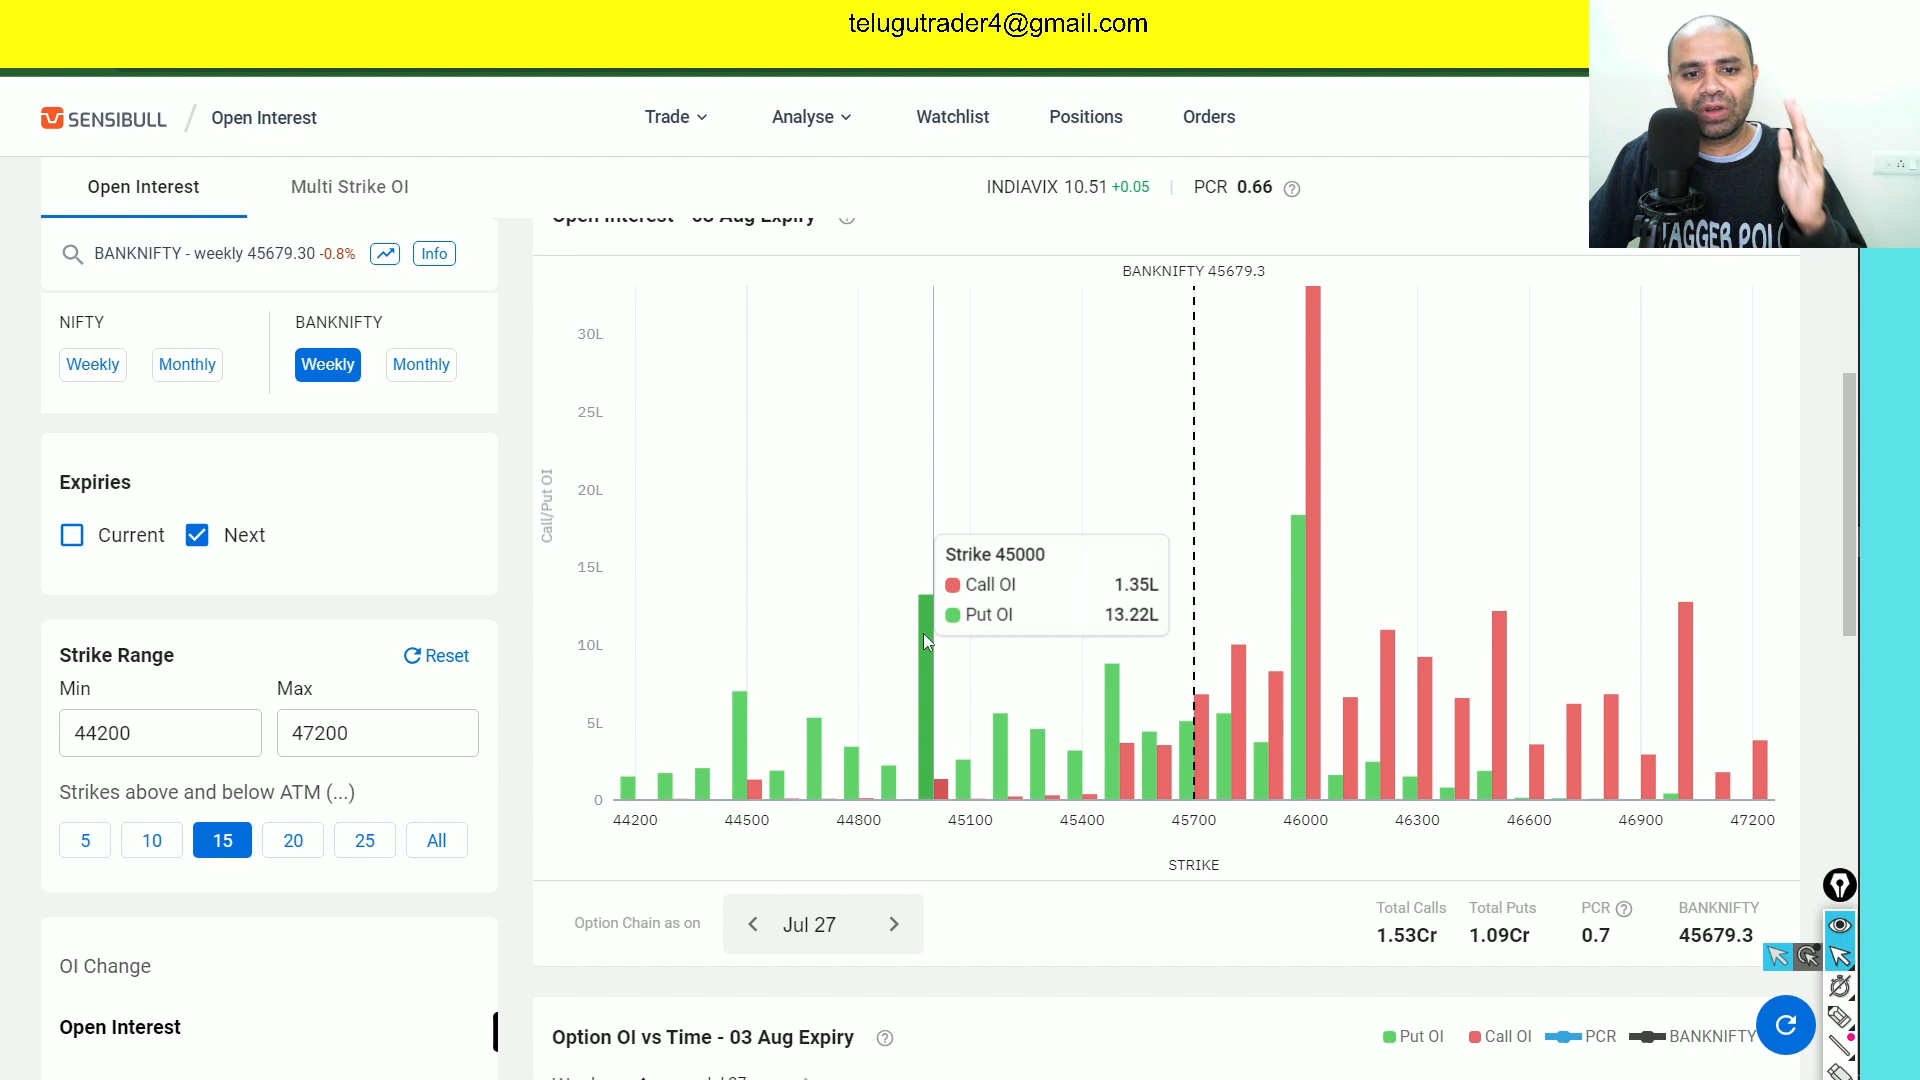 telugutrader4@gmail.com
SENSIBULL / Open Interest
Trade
Analyse
Watchlist
Positions
Orders
Open Interest
Multi Strike OI
INDIAVIX 10.51 +0.05 | PCR 0.66
Open Interest - 03 Aug Expiry
BANKNIFTY - weekly 45679.30 -0.8%
Info
NIFTY
BANKNIFTY
Weekly
Monthly
Weekly
Monthly
Expiries
Current
Next
Strike Range
Reset
Min
Max
44200
47200
Strikes above and below ATM (...)
5
10
15
20
25
All
OI Change
Open Interest
BANKNIFTY 45679.3
Call/Put OI
30L
25L
20L
15L
10L
5L
0
Strike 45000
Call OI 1.35L
Put OI 13.22L
44200 44500 44800 45100 45400 45700 46000 46300 46600 46900 47200
STRIKE
Option Chain as on
Jul 27
Total Calls
1.53Cr
Total Puts
1.09Cr
PCR
0.7
BANKNIFTY
45679.3
Option OI vs Time - 03 Aug Expiry
Put OI
Call OI
PCR
BANKNIFTY